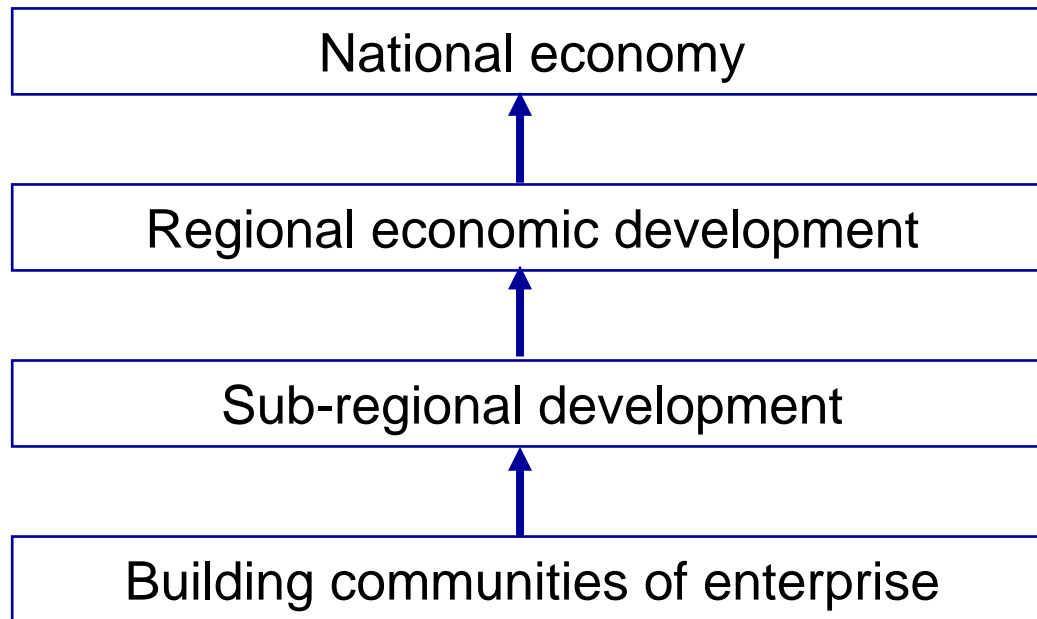 National economy
Regional economic development
Sub-regional development
Building communities of enterprise